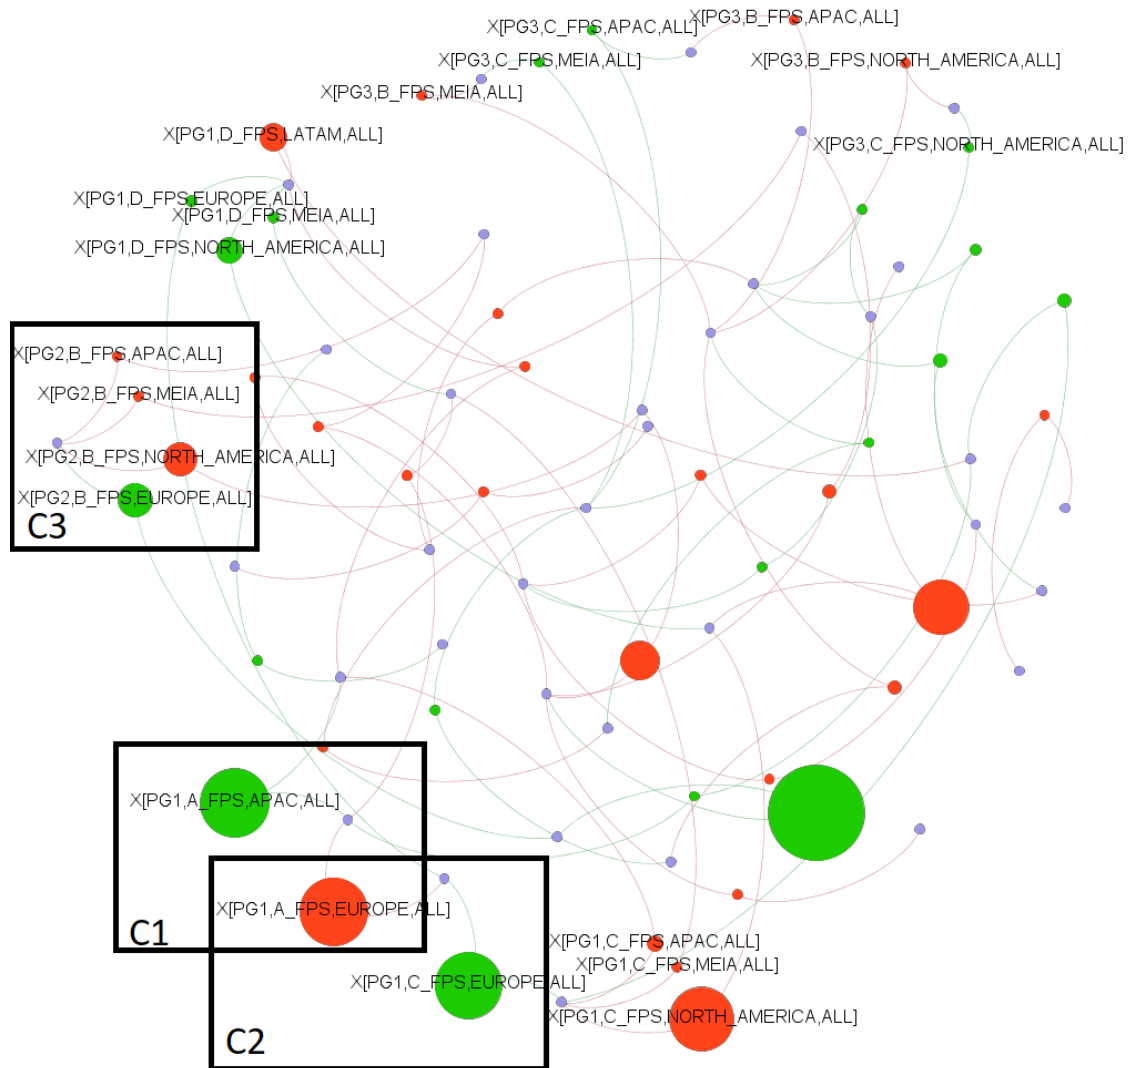 X[PG3,B_FPS,APAC,ALL]
X[PG3,C_FPS,APAC,ALL]
X[PG3,C_FPS,MEIA,ALL]
X[PG3,B_FPS,NORTH_AMERICA,ALL]
X[PG3,B_FPS,MEIA,ALL]
X[PG1,D_FPS,LATAM,ALL]
X[PG3,C_FPS,NORTH_AMERICA,ALL]
X[PG1,D_FPS,EUROPE,ALL]
X[PG1,D_FPS,MEIA,ALL]
X[PG1,D_FPS,NORTH_AMERICA,ALL]
X[PG2,B_FPS,APAC,ALL]
X[PG2,B_FPS,MEIA,ALL]
X[PG2,B_FPS,NORTH_AMERICA,ALL]
X[PG2,B_FPS,EUROPE,ALL]
C3
X[PG1,A_FPS,APAC,ALL]
X[PG1,A_FPS,EUROPE,ALL]
C1
X[PG1,C_FPS,APAC,ALL]
X[PG1,C_FPS,MEIA,ALL]
X[PG1,C_FPS,EUROPE,ALL]
X[PG1,C_FPS,NORTH_AMERICA,ALL]
C2